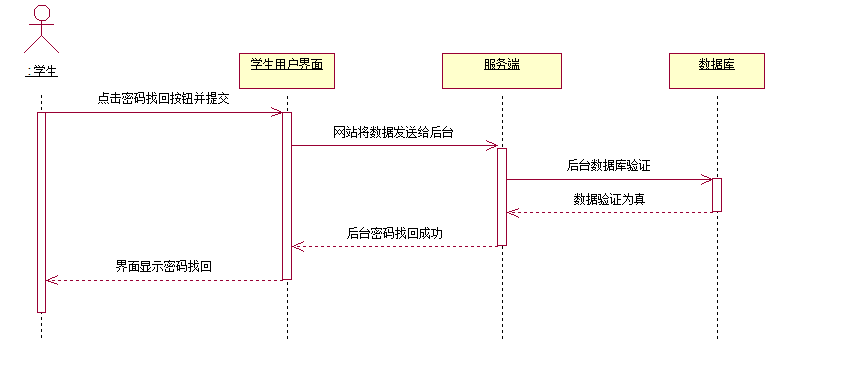 学生用户界面
服务端
数据库
: 学生
点击密码找回按钮并提交
网站将数据发送给后台
后台数据库验证
数据验证为真
后台密码找回成功
界面显示密码找回